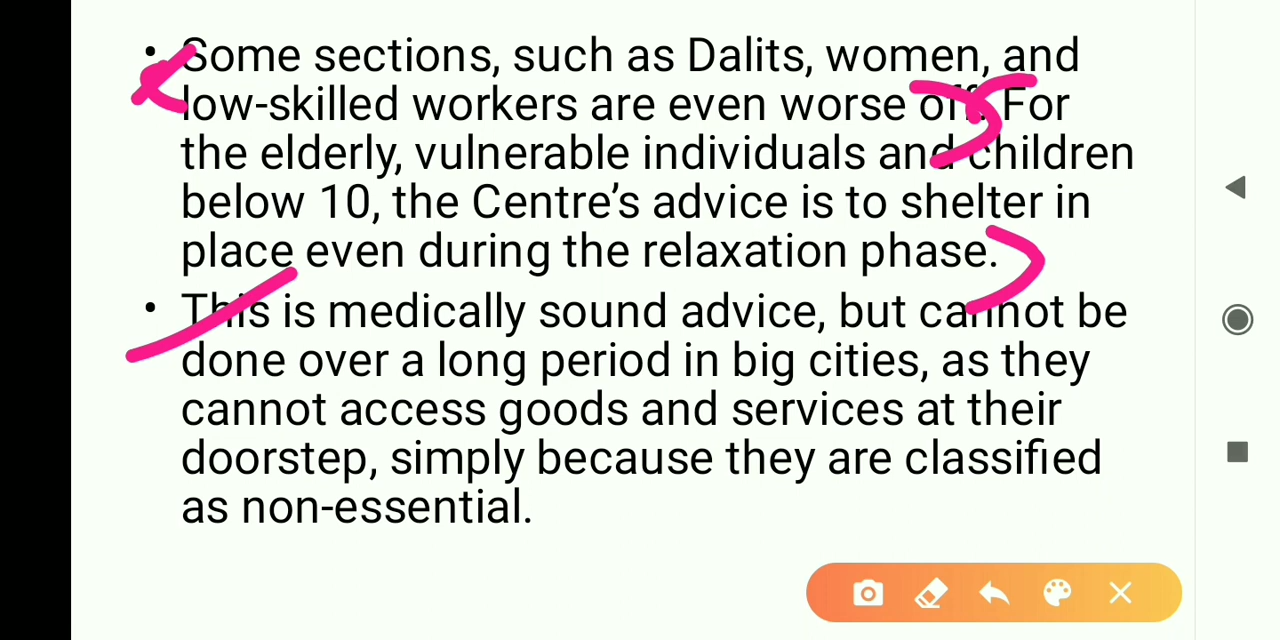 • Some sections, such as Dalits, women, and
low-skilled workers are even worse off. For
the elderly, vulnerable individuals and children
below 10, the Centre’s advice is to shelter in
place even during the relaxation phase.
• This is medically sound advice, but cannot be
done over a long period in big cities, as they
cannot access goods and services at their
doorstep, simply because they are classified
as non-essential.